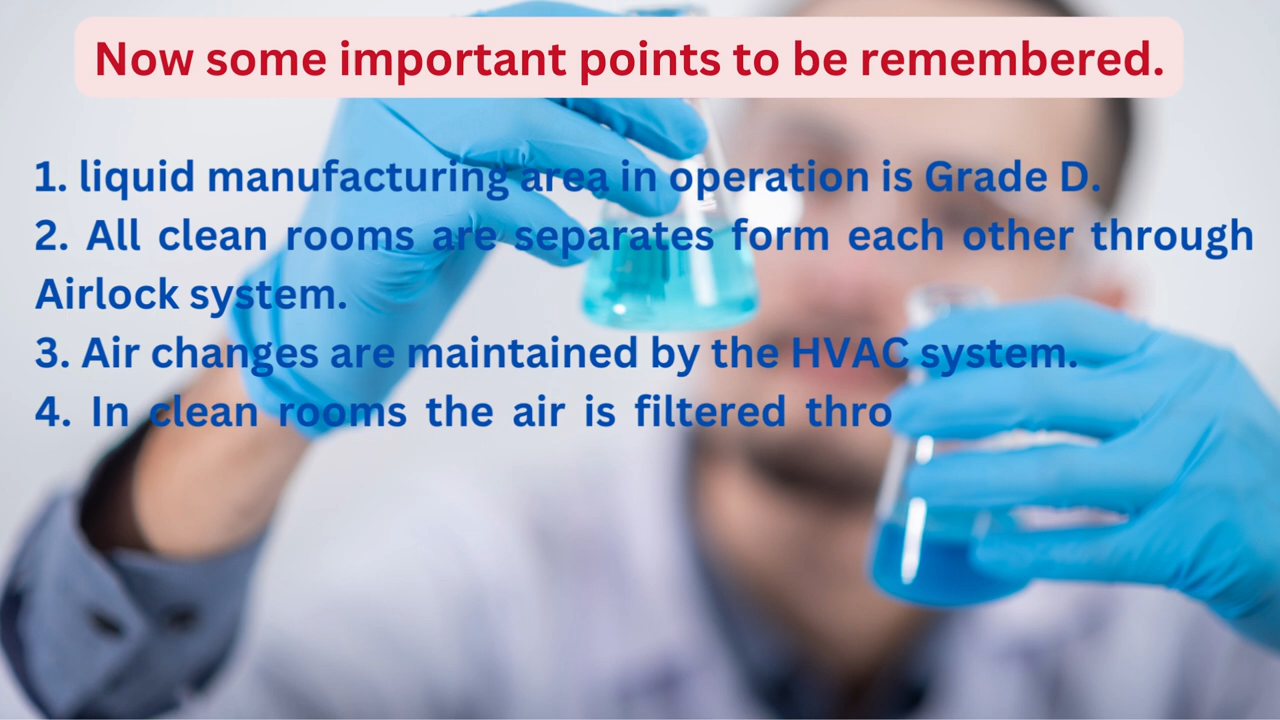 Now some important points to be remembered.
1. liquid manufacturing area in operation is Grade D.
2. All clean rooms are separates form each other through
Airlock system.
3. Air changes are maintained by the HVAC system.
4. In clean rooms the air is filtered thro